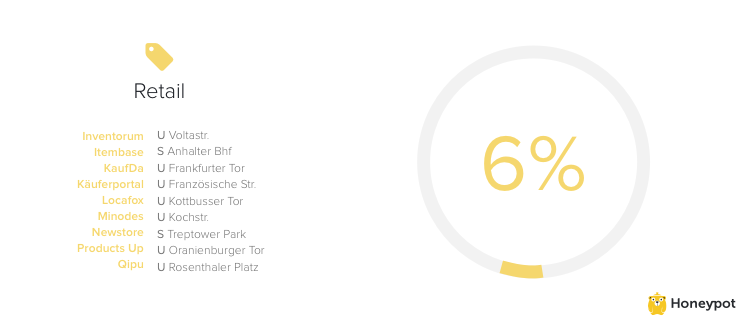 Retail
Inventorum U Voltastr.
Itembase S Anhalter Bhf
KaufDa U Frankfurter Tor
Käuferportal U Französische Str.
Locafox U Kottbusser Tor
Minodes U Kochstr.
Newstore S Treptower Park
Products Up U Oranienburger Tor
Qipu U Rosenthaler Platz
6%
Honeypot